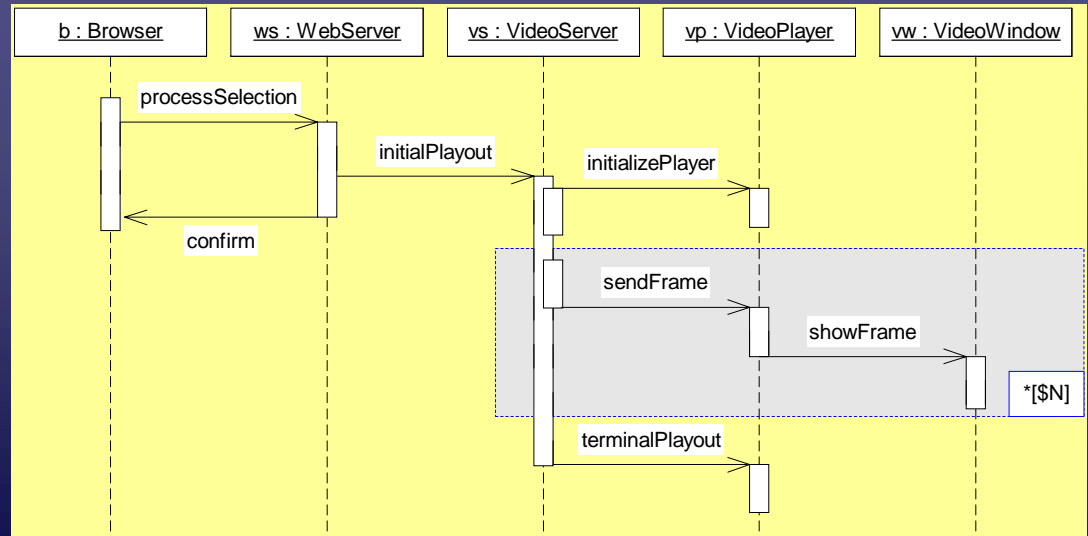 b : Browser
ws : WebServer
vs : VideoServer
vp : VideoPlayer
vw : VideoWindow
processSelection
initialPlayout
initializePlayer
confirm
sendFrame
showFrame
*[$N]
terminalPlayout